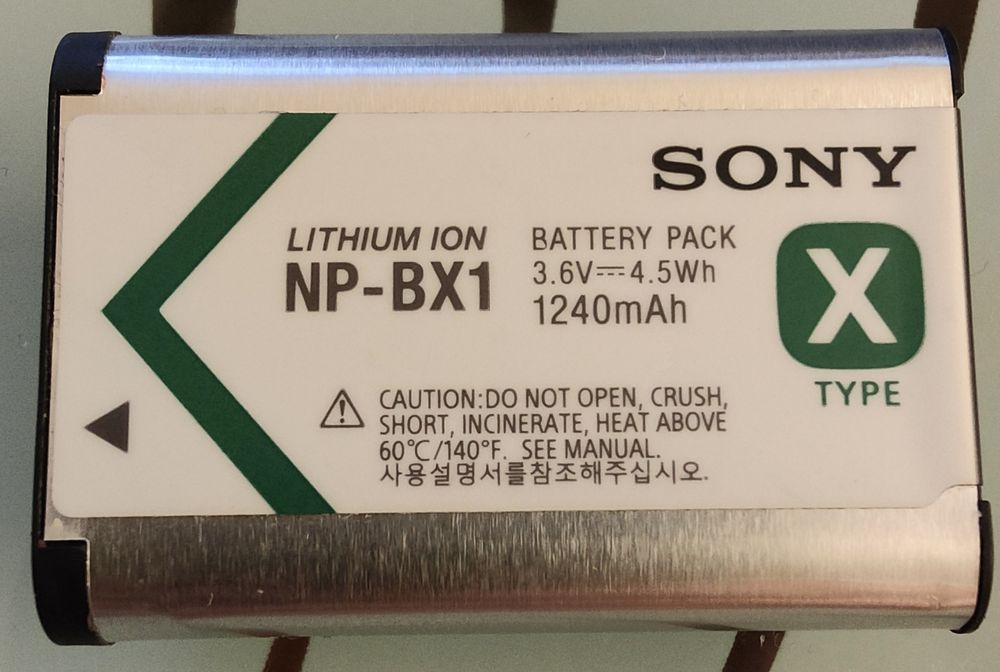 SONY
LITHIUM ION
NP-BX1
BATTERY PACK
3.6V⎓4.5Wh
1240mAh
X
TYPE
⚠ CAUTION:DO NOT OPEN, CRUSH,
SHORT, INCINERATE, HEAT ABOVE
60℃/140°F. SEE MANUAL.
사용설명서를참조해주십시오.